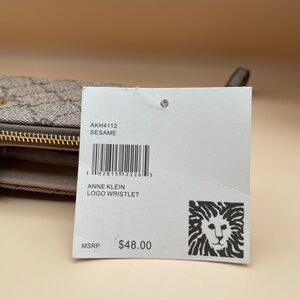 AKH4112
SESAME
ANNE KLEIN
LOGO WRISTLET
MSRP $48.00